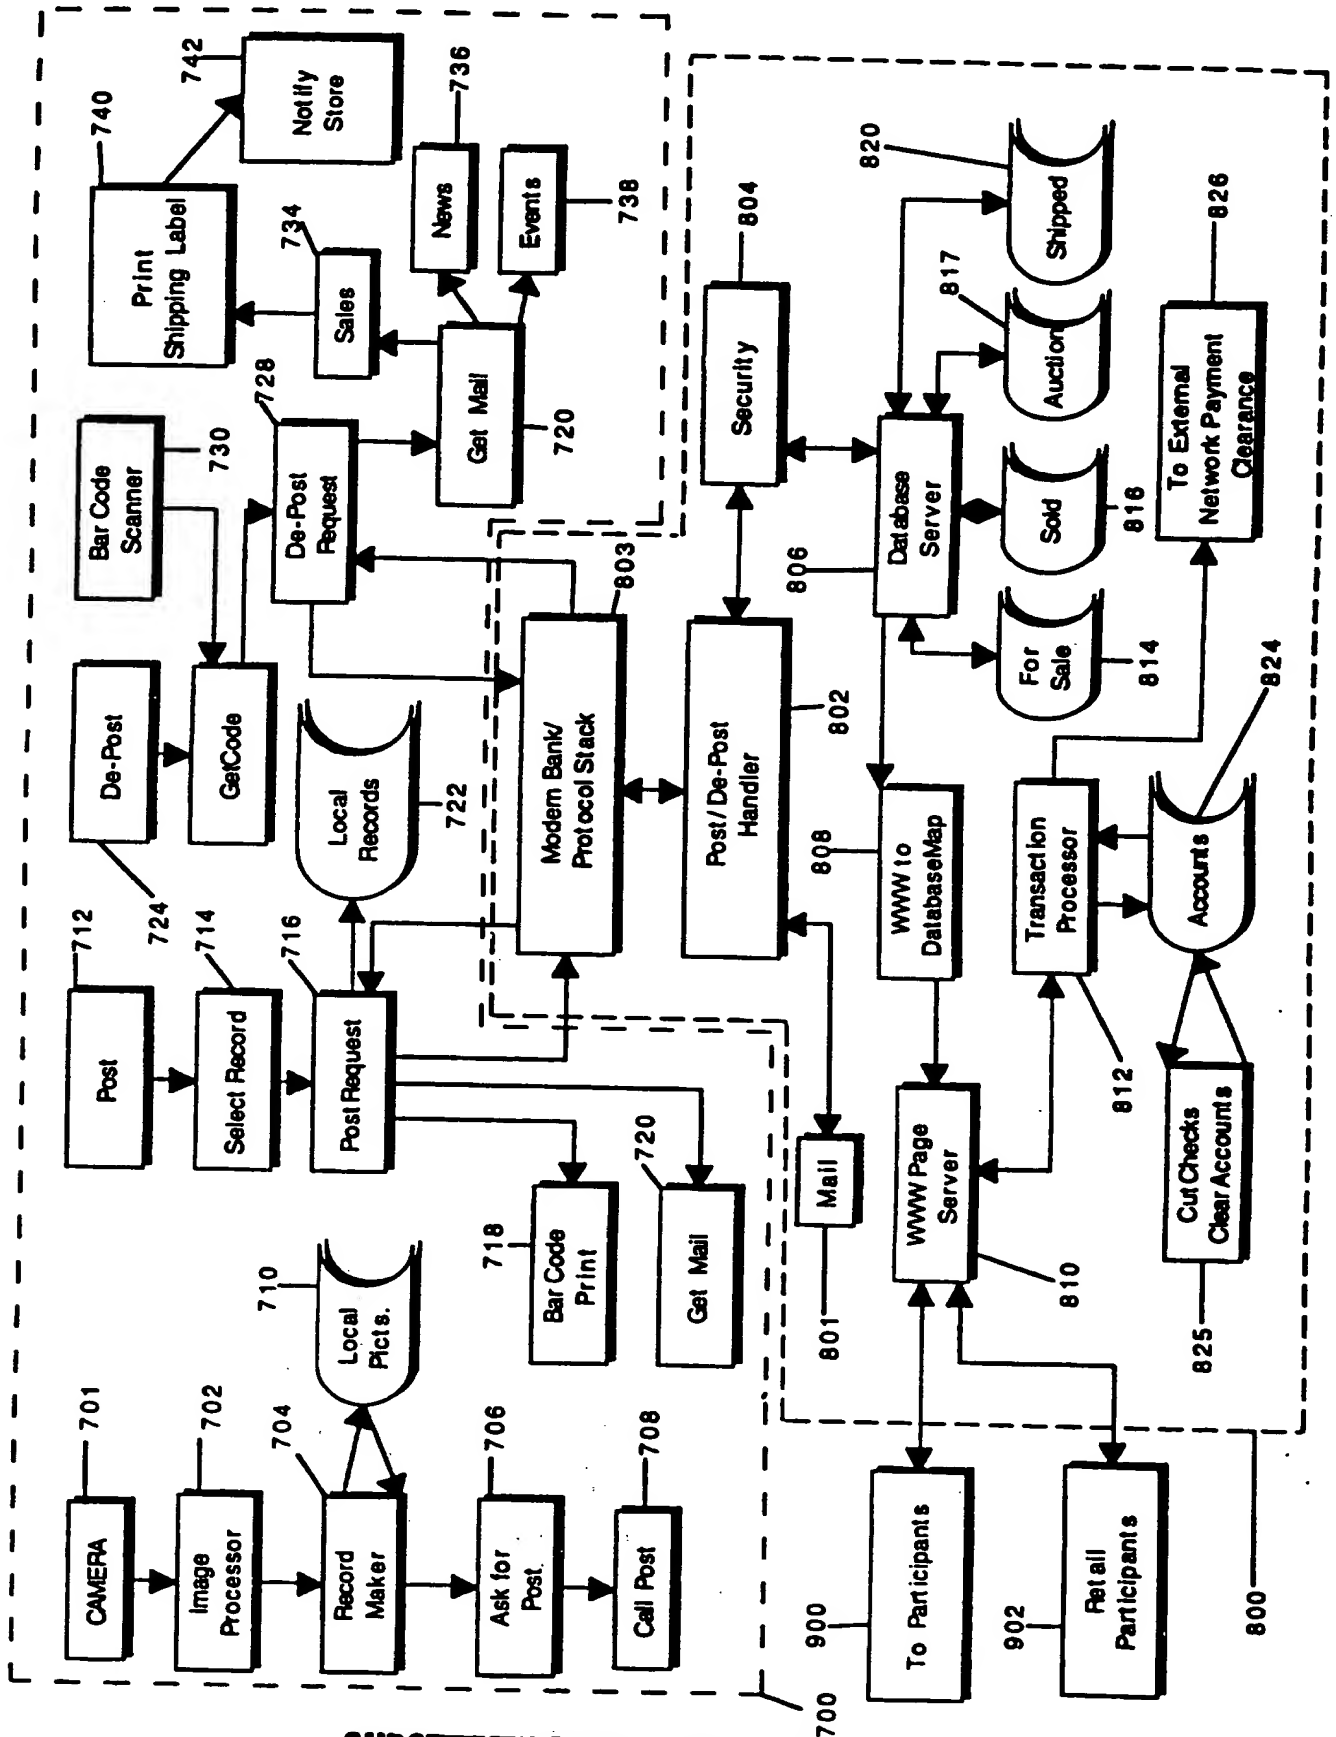 CAMERA
701
Image
Processor
702
Record
Maker
704
Ask for
Post
706
Call Post
708
Local
Picts.
710
Post
712
Select Record
714
Post Request
716
Bar Code
Print
718
Get Mail
720
Local
Records
722
De-Post
724
GetCode
Bar Code
Scanner
730
De-Post
Request
728
Get Mail
720
Sales
734
News
736
Events
738
Print
Shipping Label
740
Notify
Store
742
700
Modem Bank/
Protocol Stack
803
Post/De-Post
Handler
802
Security
804
Mail
801
Database
Server
806
WWW to
DatabaseMap
808
WWW Page
Server
810
Transaction
Processor
812
For
Sale
814
Sold
816
Auction
817
Shipped
820
Accounts
824
Cut Checks
Clear Accounts
825
To External
Network Payment
Clearance
826
To Participants
900
Retail
Participants
902
800